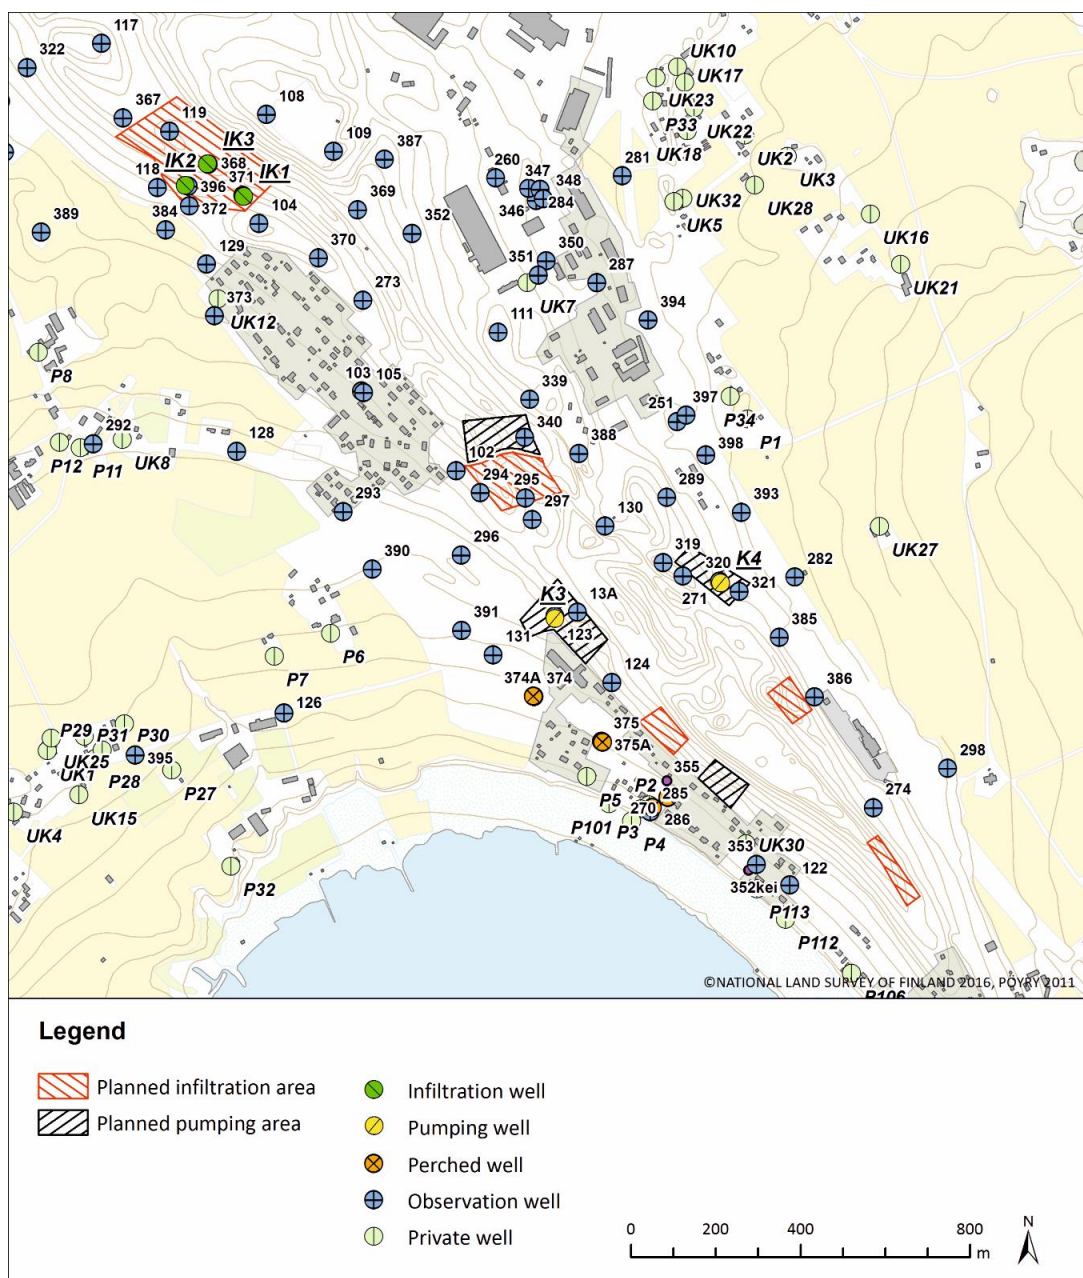 117
322
UK10
UK17
367
119
108
UK23
IK3
109
387
P33
UK22
IK2
368
IK1
UK18
260
347
281
UK2
118
371
348
UK3
396
369
346
284
UK32
UK28
384
372
104
352
UK5
389
UK16
129
370
350
351
287
273
UK21
373
UK7
UK12
394
111
P8
103
105
339
397
251
P34
340
P1
292
388
102
128
398
P12
P11
UK8
294
295
289
293
297
393
130
296
319
320
K4
UK27
390
282
271
321
K3
13A
391
385
123
131
P6
P7
374A
374
124
386
126
375
P29
375A
P31
P30
298
UK25
395
355
UK1
P28
P2
274
P27
285
P5
UK15
270
UK4
286
P101
P3
P4
353
UK30
122
P32
352kei
P113
P112
©NATIONAL LAND SURVEY OF FINLAND 2016, PÖYRY 2011
P106
Legend
Planned infiltration area
Planned pumping area
Infiltration well
Pumping well
Perched well
Observation well
Private well
0 200 400 800
m
N